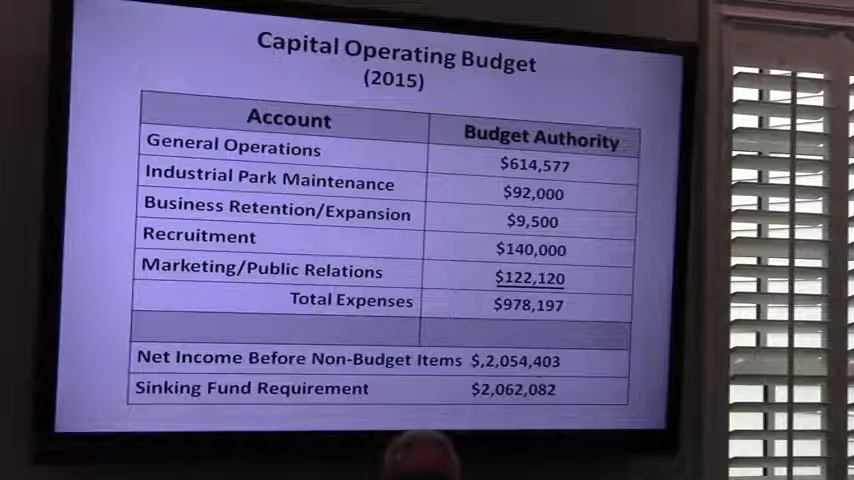 Capital Operating Budget
(2015)
Account Budget Authority
General Operations $614,577
Industrial Park Maintenance $92,000
Business Retention/Expansion $9,500
Recruitment $140,000
Marketing/Public Relations $122,120
Total Expenses $978,197
Net Income Before Non-Budget Items $,2,054,403
Sinking Fund Requirement $2,062,082